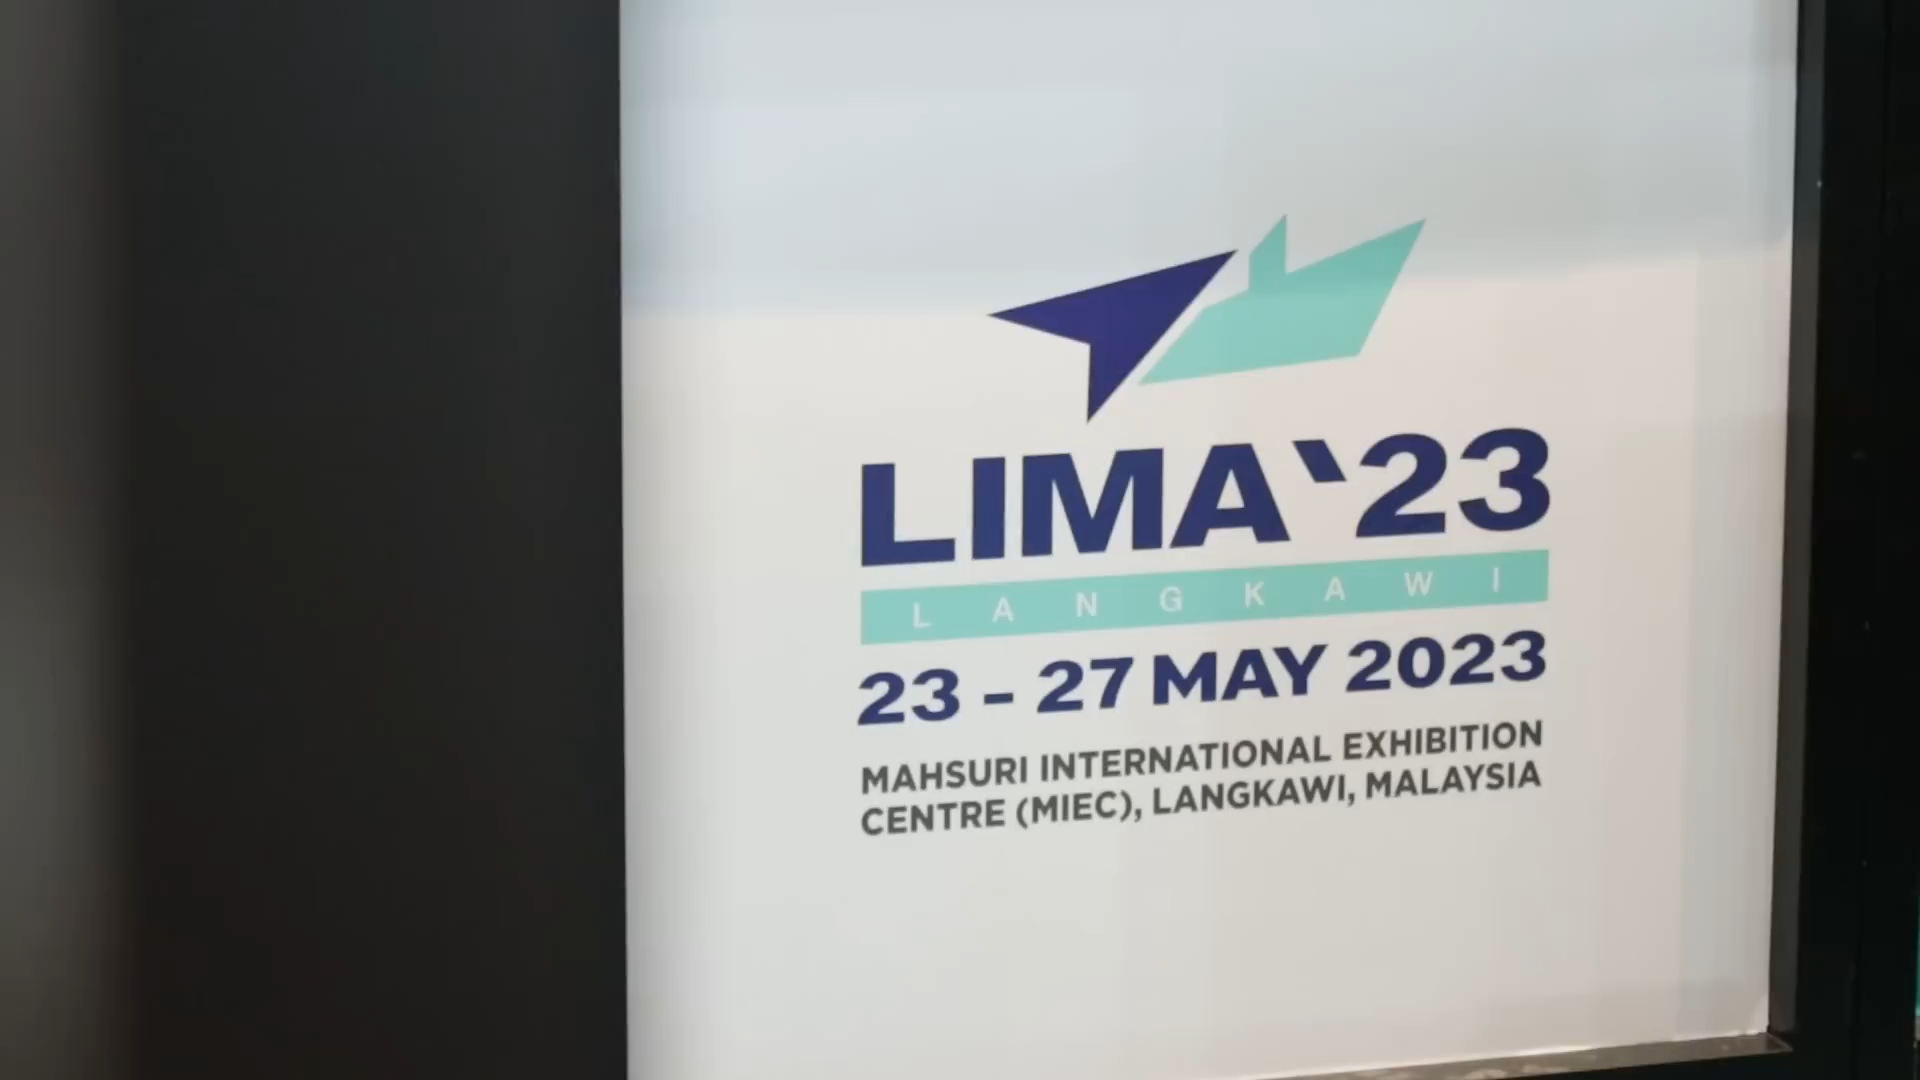 LIMA‵23
LANGKAWI
23 – 27 MAY 2023
MAHSURI INTERNATIONAL EXHIBITION
CENTRE (MIEC), LANGKAWI, MALAYSIA